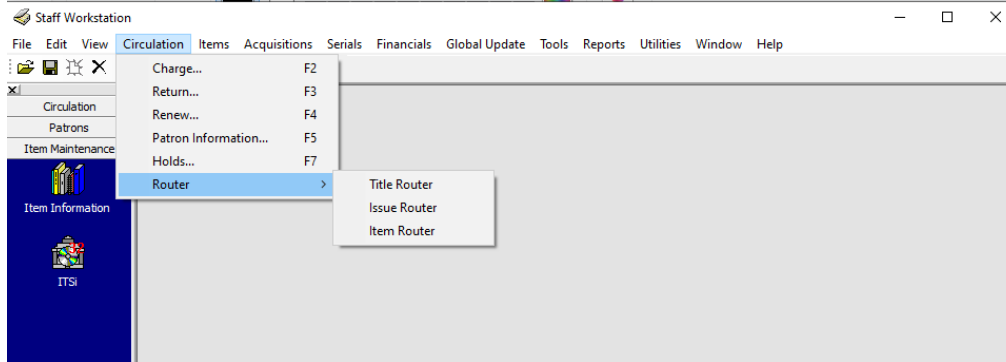 Staff Workstation
File Edit View Circulation Items Acquisitions Serials Financials Global Update Tools Reports Utilities Window Help
Charge... F2
Return... F3
Renew... F4
Patron Information... F5
Holds... F7
Router
Title Router
Issue Router
Item Router
Circulation
Patrons
Item Maintenance
Item Information
ITSi